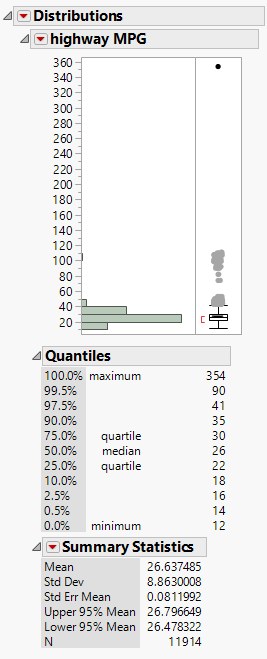 Distributions
highway MPG
360
340
320
300
280
260
240
220
200
180
160
140
120
100
80
60
40
20
Quantiles
100.0% maximum 354
99.5% 90
97.5% 41
90.0% 35
75.0% quartile 30
50.0% median 26
25.0% quartile 22
10.0% 18
2.5% 16
0.5% 14
0.0% minimum 12
Summary Statistics
Mean 26.637485
Std Dev 8.8630008
Std Err Mean 0.0811992
Upper 95% Mean 26.796649
Lower 95% Mean 26.478322
N 11914